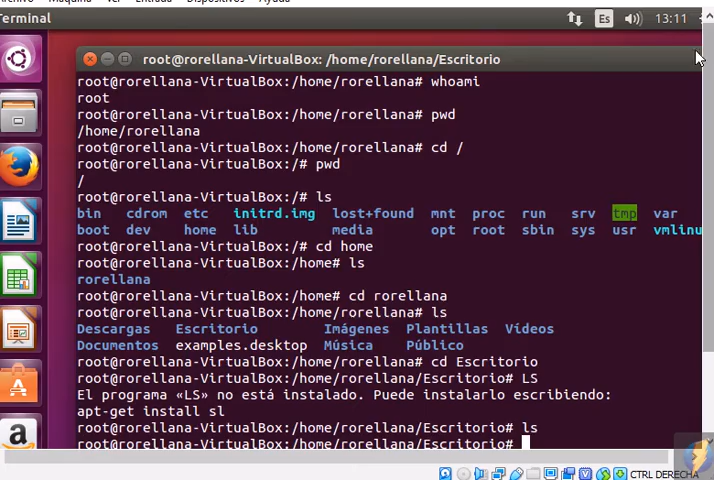 Archivo Máquina Ver Entrada Dispositivos Ayuda
Terminal Es 13:11
root@rorellana-VirtualBox: /home/rorellana/Escritorio
root@rorellana-VirtualBox:/home/rorellana# whoami
root
root@rorellana-VirtualBox:/home/rorellana# pwd
/home/rorellana
root@rorellana-VirtualBox:/home/rorellana# cd /
root@rorellana-VirtualBox:/# pwd
/
root@rorellana-VirtualBox:/# ls
bin cdrom etc initrd.img lost+found mnt proc run srv tmp var
boot dev home lib media opt root sbin sys usr vmlinu
root@rorellana-VirtualBox:/# cd home
root@rorellana-VirtualBox:/home# ls
rorellana
root@rorellana-VirtualBox:/home# cd rorellana
root@rorellana-VirtualBox:/home/rorellana# ls
Descargas Escritorio Imágenes Plantillas Vídeos
Documentos examples.desktop Música Público
root@rorellana-VirtualBox:/home/rorellana# cd Escritorio
root@rorellana-VirtualBox:/home/rorellana/Escritorio# LS
El programa «LS» no está instalado. Puede instalarlo escribiendo:
apt-get install sl
root@rorellana-VirtualBox:/home/rorellana/Escritorio# ls
root@rorellana-VirtualBox:/home/rorellana/Escritorio#
a
CTRL DERECHA